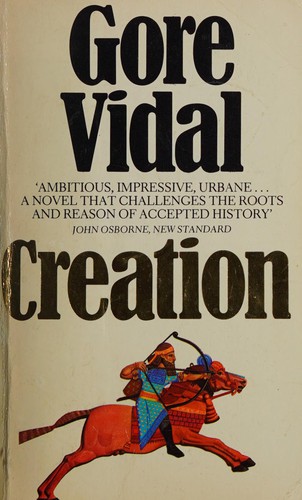 Gore
Vidal
'AMBITIOUS, IMPRESSIVE, URBANE...
A NOVEL THAT CHALLENGES THE ROOTS
AND REASON OF ACCEPTED HISTORY'
JOHN OSBORNE, NEW STANDARD
Creation